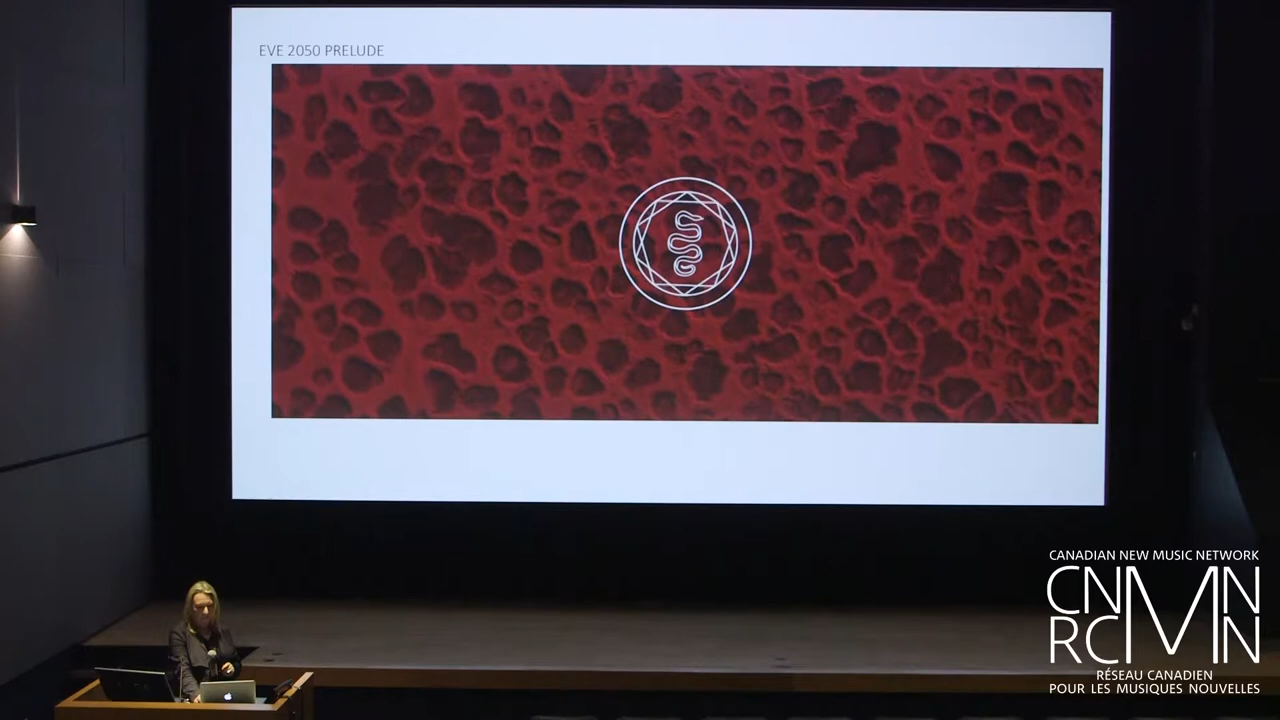 EVE 2050 PRELUDE
CANADIAN NEW MUSIC NETWORK
CNMN
RCMN
RÉSEAU CANADIEN
POUR LES MUSIQUES NOUVELLES